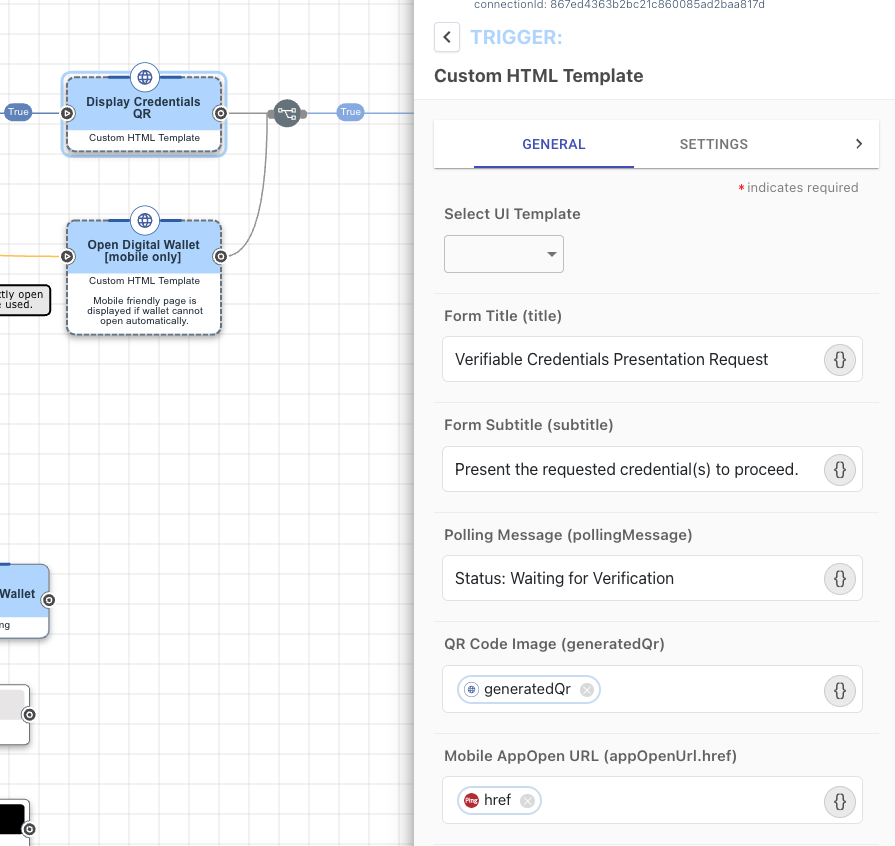 connectionId: 867ed4363b2bc21c860085ad2baa817d
TRIGGER:
Custom HTML Template
GENERAL
SETTINGS
* indicates required
Select UI Template
Form Title (title)
Verifiable Credentials Presentation Request
{}
Form Subtitle (subtitle)
Present the requested credential(s) to proceed.
{}
Polling Message (pollingMessage)
Status: Waiting for Verification
{}
QR Code Image (generatedQr)
generatedQr
{}
Mobile AppOpen URL (appOpenUrl.href)
Ping
href
{}
True
Display Credentials
QR
Custom HTML Template
True
Open Digital Wallet
[mobile only]
Custom HTML Template
Mobile friendly page is
displayed if wallet cannot
open automatically.
ctly open
e used.
Wallet
ng